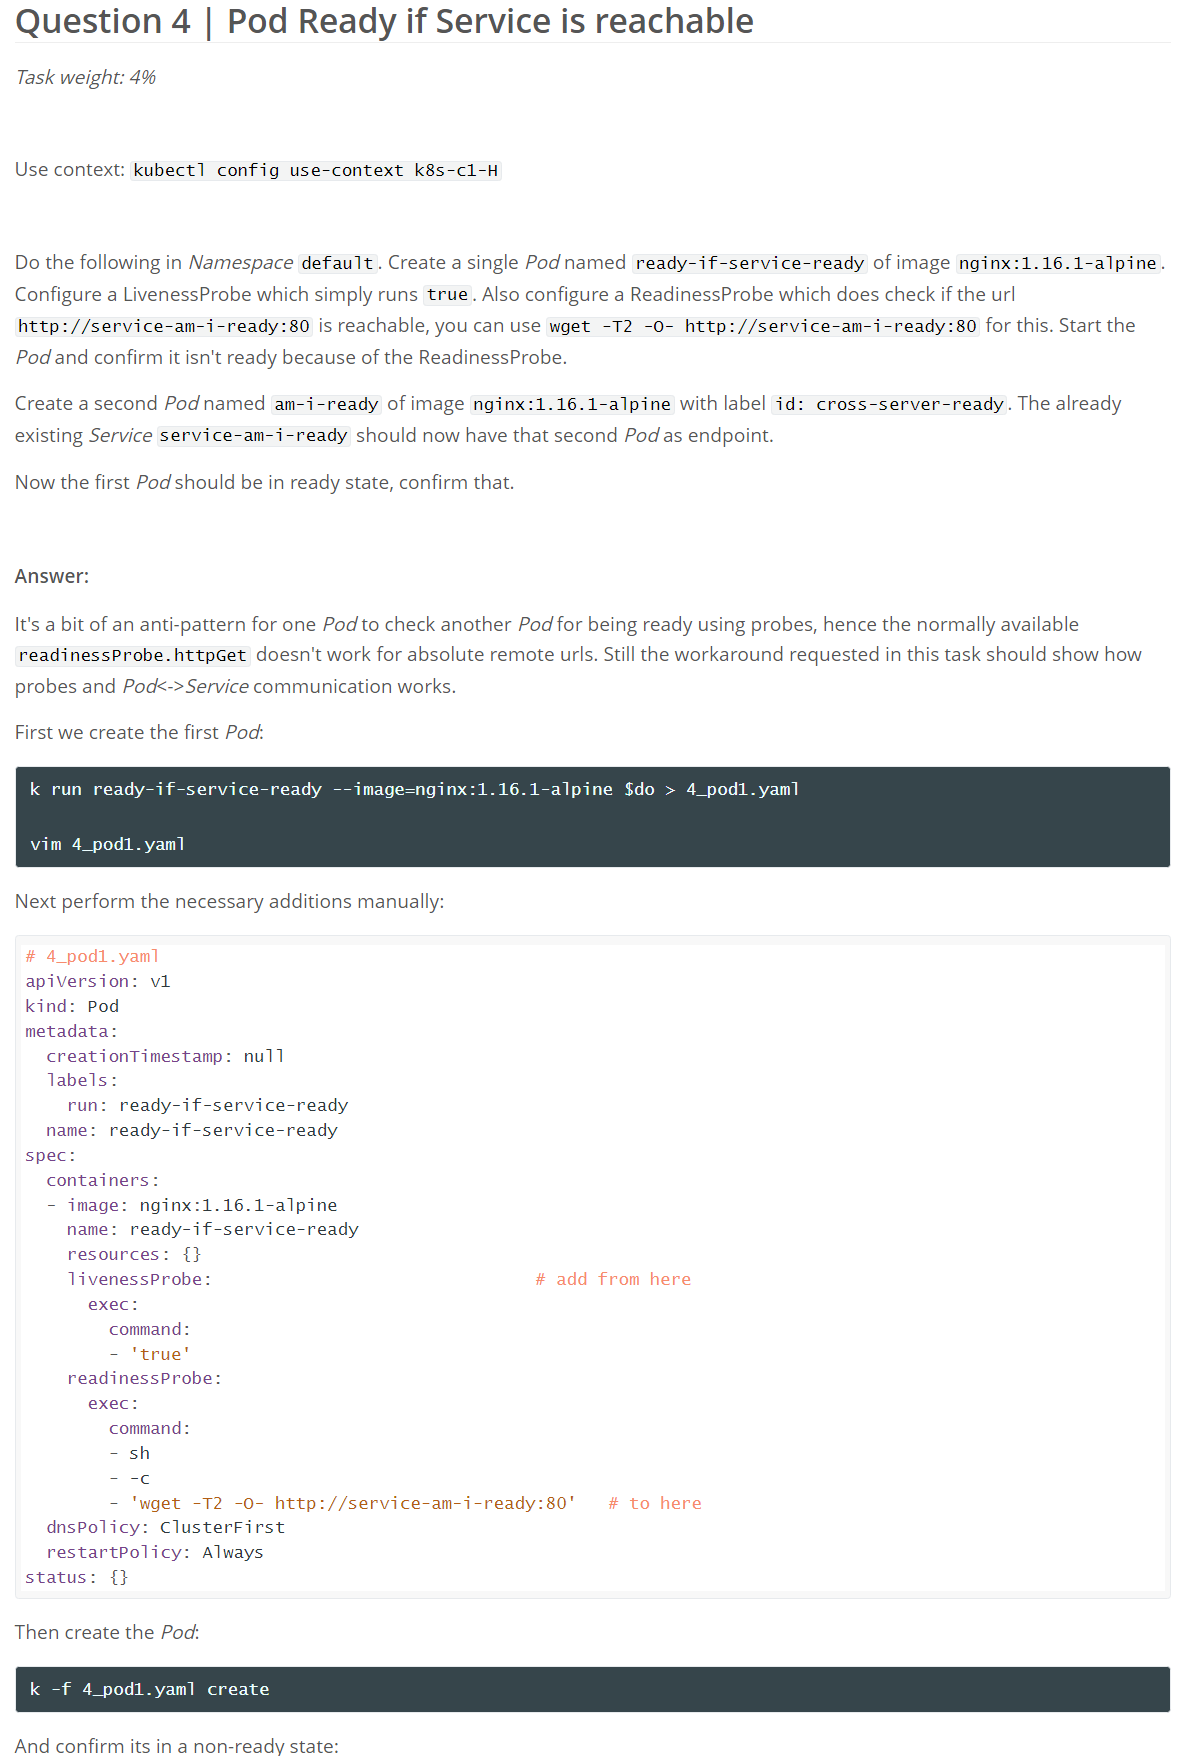 Question 4 | Pod Ready if Service is reachable
Task weight: 4%
Use context: kubectl config use-context k8s-c1-H
Do the following in Namespace default. Create a single Pod named ready-if-service-ready of image nginx:1.16.1-alpine.
Configure a LivenessProbe which simply runs true. Also configure a ReadinessProbe which does check if the url
http://service-am-i-ready:80 is reachable, you can use wget -T2 -O- http://service-am-i-ready:80 for this. Start the
Pod and confirm it isn't ready because of the ReadinessProbe.
Create a second Pod named am-i-ready of image nginx:1.16.1-alpine with label id: cross-server-ready. The already
existing Service service-am-i-ready should now have that second Pod as endpoint.
Now the first Pod should be in ready state, confirm that.
Answer:
It's a bit of an anti-pattern for one Pod to check another Pod for being ready using probes, hence the normally available
readinessProbe.httpGet doesn't work for absolute remote urls. Still the workaround requested in this task should show how
probes and Pod<->Service communication works.
First we create the first Pod:
k run ready-if-service-ready --image=nginx:1.16.1-alpine $do > 4_pod1.yaml
vim 4_pod1.yaml
Next perform the necessary additions manually:
# 4_pod1.yaml
apiVersion: v1
kind: Pod
metadata:
  creationTimestamp: null
  labels:
    run: ready-if-service-ready
  name: ready-if-service-ready
spec:
  containers:
  - image: nginx:1.16.1-alpine
    name: ready-if-service-ready
    resources: {}
    livenessProbe:                               # add from here
      exec:
        command:
        - 'true'
    readinessProbe:
      exec:
        command:
        - sh
        - -c
        - 'wget -T2 -O- http://service-am-i-ready:80'   # to here
  dnsPolicy: ClusterFirst
  restartPolicy: Always
status: {}
Then create the Pod:
k -f 4_pod1.yaml create
And confirm its in a non-ready state: